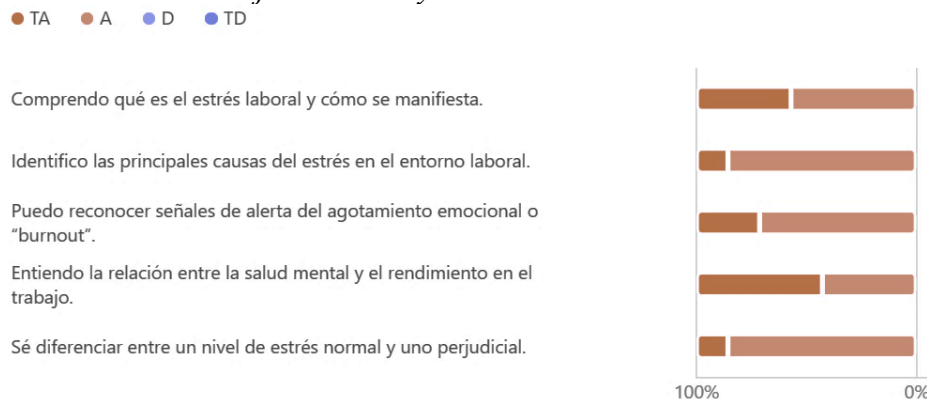 TA A D TD
Comprendo qué es el estrés laboral y cómo se manifiesta.
Identifico las principales causas del estrés en el entorno laboral.
Puedo reconocer señales de alerta del agotamiento emocional o
“burnout”.
Entiendo la relación entre la salud mental y el rendimiento en el
trabajo.
Sé diferenciar entre un nivel de estrés normal y uno perjudicial.
100% 0%